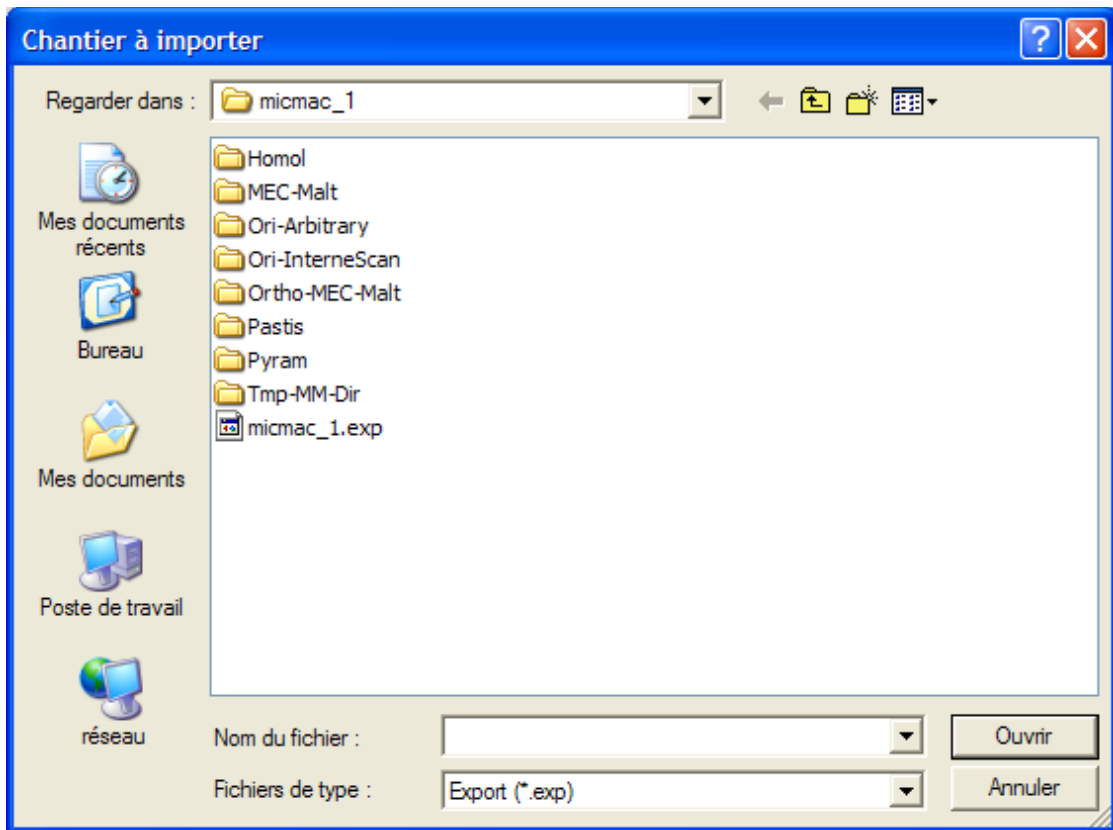 Chantier à importer
Regarder dans :
micmac_1
Mes documents
récents
Bureau
Mes documents
Poste de travail
réseau
Homol
MEC-Malt
Ori-Arbitrary
Ori-InterneScan
Ortho-MEC-Malt
Pastis
Pyram
Tmp-MM-Dir
micmac_1.exp
Nom du fichier :
Ouvrir
Fichiers de type :
Export (*.exp)
Annuler